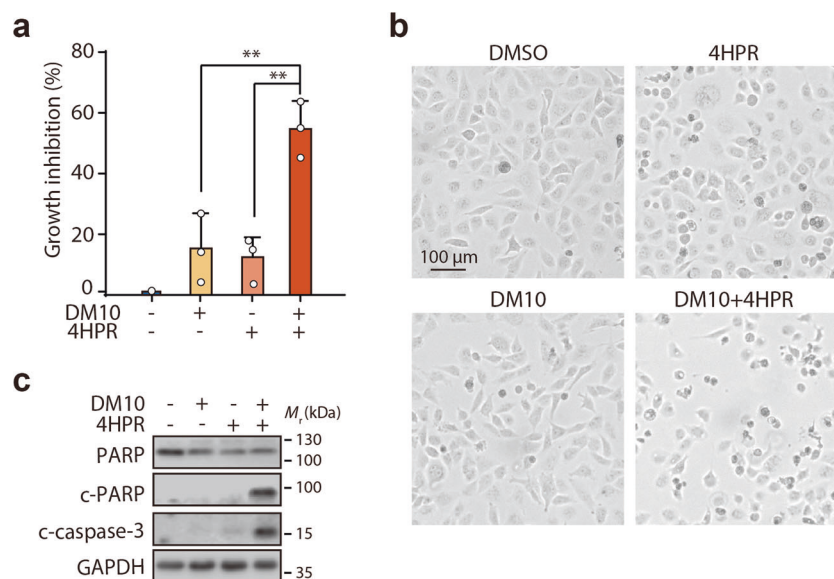 a
Growth inhibition (%)
80
60
40
20
0
**
**
DM10 - + - +
4HPR - - + +
b
DMSO
4HPR
100 µm
DM10
DM10+4HPR
c
DM10 - + - +
4HPR - - + + Mr (kDa)
PARP
130
100
c-PARP
100
c-caspase-3
15
GAPDH
35